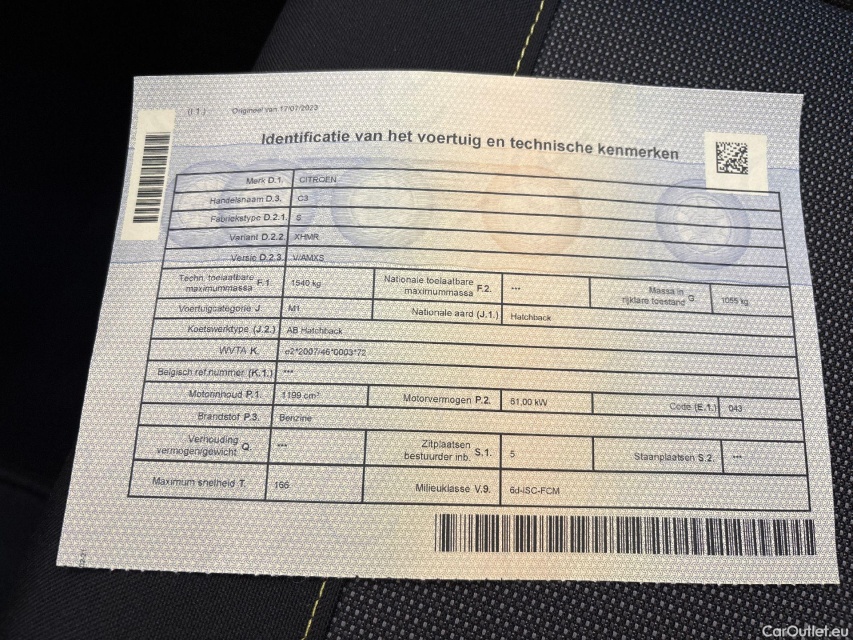 (I 1.) Origineel van 17/07/2023
Identificatie van het voertuig en technische kenmerken
Merk D.1. CITROEN
Handelsnaam D.3. C3
Fabriekstype D.2.1. S
Variant D.2.2 XHMR
Versie D.2.3. V/AMXS
Techn. toelaatbare maximummassa F.1. 1540 kg Nationale toelaatbare maximummassa F.2. *** Massa in rijklare toestand G. 1055 kg
Voertuigcategorie J. M1 Nationale aard (J.1.) Hatchback
Koetswerktype (J.2.) AB Hatchback
WVTA K. e2*2007/46*0003*72
Belgisch ref.nummer (K.1.) ***
Motorinhoud P.1. 1199 cm³ Motorvermogen P.2. 61,00 kW Code (E.1.) 043
Brandstof P.3. Benzine
Verhouding vermogen/gewicht Q. *** Zitplaatsen bestuurder inb. S.1. 5 Staanplaatsen S.2. ***
Maximum snelheid T. 166 Milieuklasse V.9. 6d-ISC-FCM
CarOutlet.eu